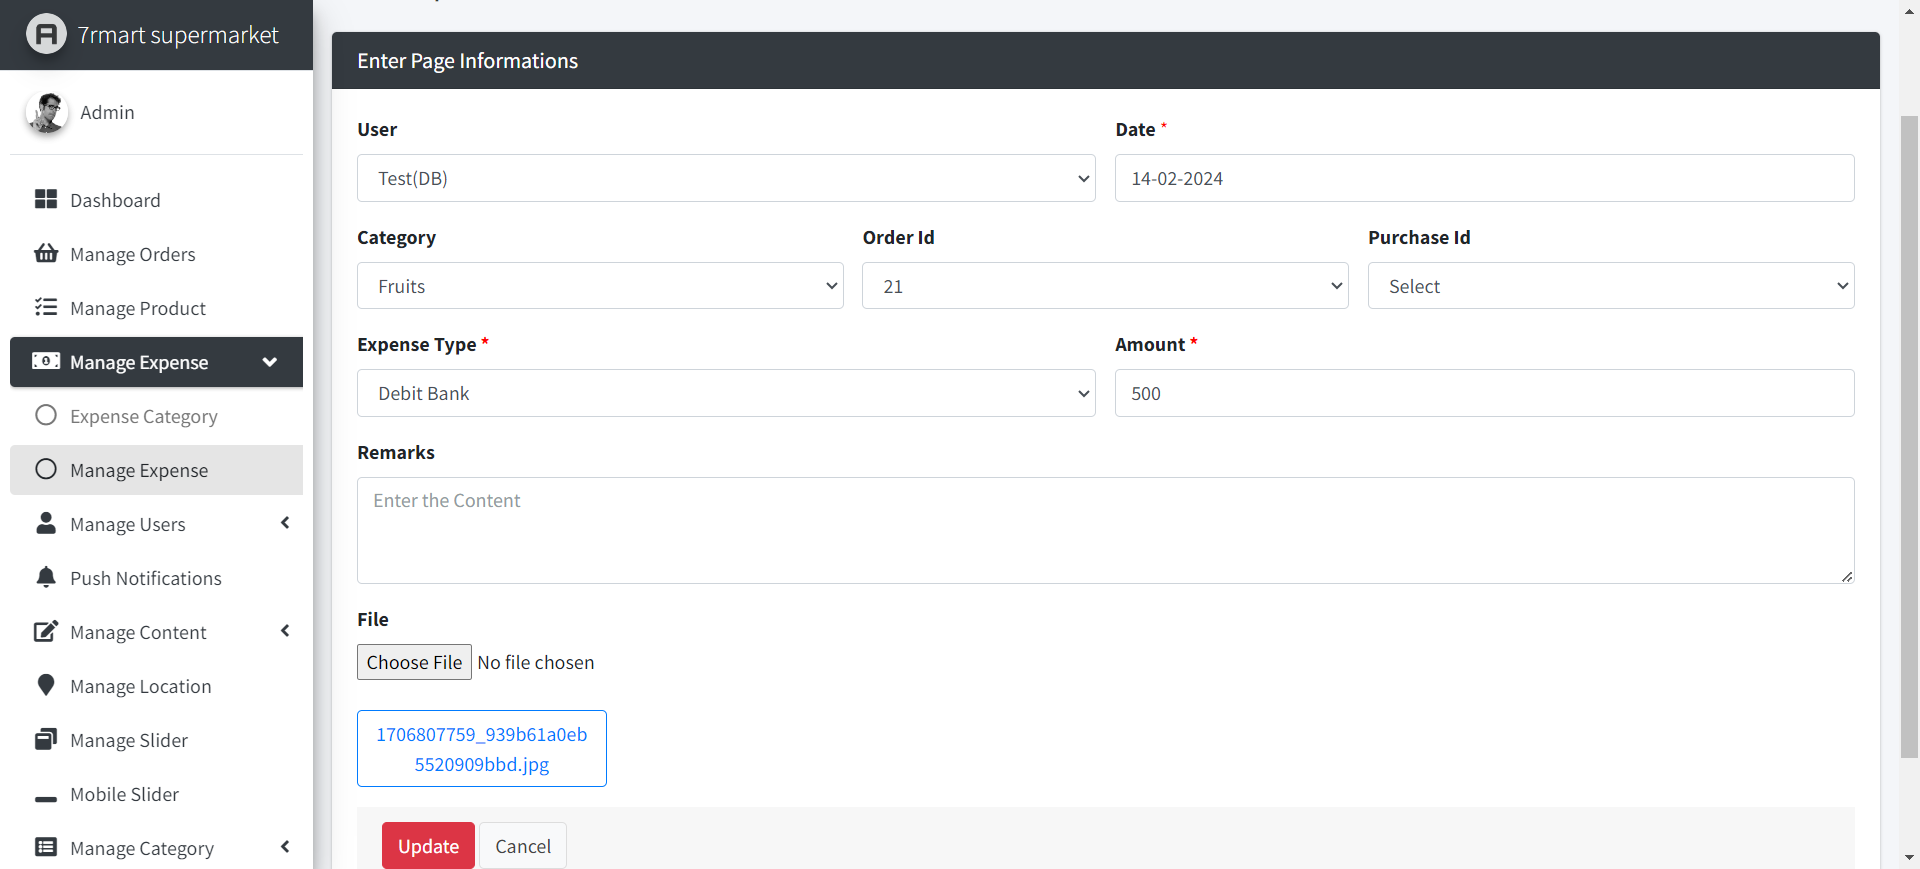 7rmart supermarket
Admin
Dashboard
Manage Orders
Manage Product
Manage Expense
Expense Category
Manage Expense
Manage Users
Push Notifications
Manage Content
Manage Location
Manage Slider
Mobile Slider
Manage Category
Enter Page Informations
User
Date *
Test(DB)
14-02-2024
Category
Order Id
Purchase Id
Fruits
21
Select
Expense Type *
Amount *
Debit Bank
500
Remarks
Enter the Content
File
Choose File No file chosen
1706807759_939b61a0eb
5520909bbd.jpg
Update
Cancel